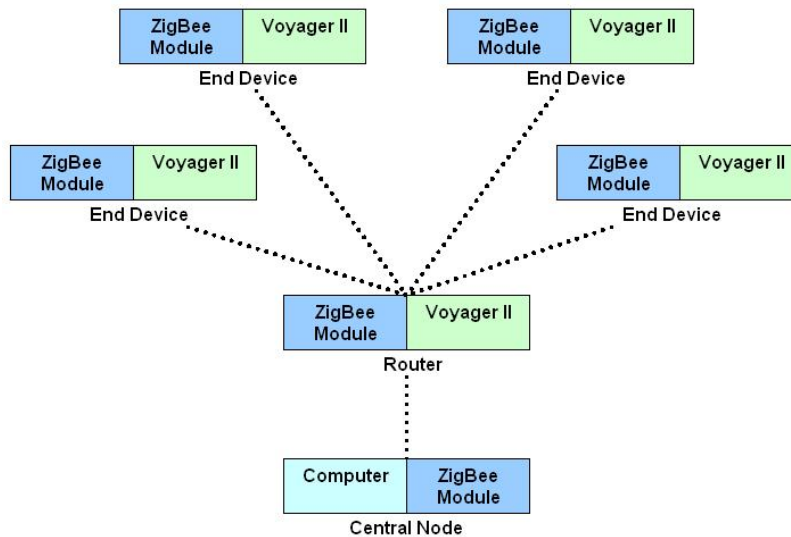 ZigBee
Module
Voyager II
End Device
ZigBee
Module
Voyager II
End Device
ZigBee
Module
Voyager II
End Device
ZigBee
Module
Voyager II
End Device
ZigBee
Module
Voyager II
Router
Computer
ZigBee
Module
Central Node